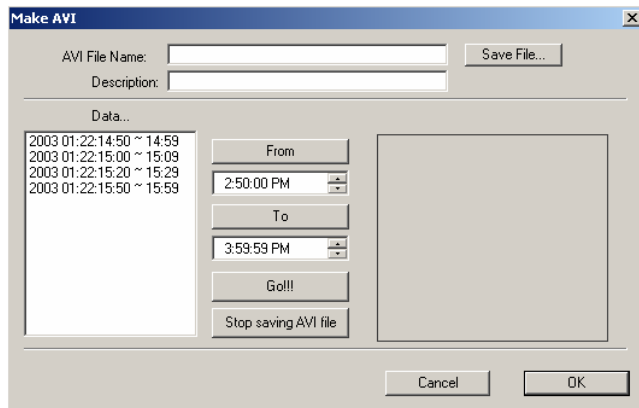 Make AVI
AVI File Name:
Save File...
Description:
Data...
2003 01:22:14:50 ~ 14:59
2003 01:22:15:00 ~ 15:09
2003 01:22:15:20 ~ 15:29
2003 01:22:15:50 ~ 15:59
From
2:50:00 PM
To
3:59:59 PM
Go!!!
Stop saving AVI file
Cancel
OK